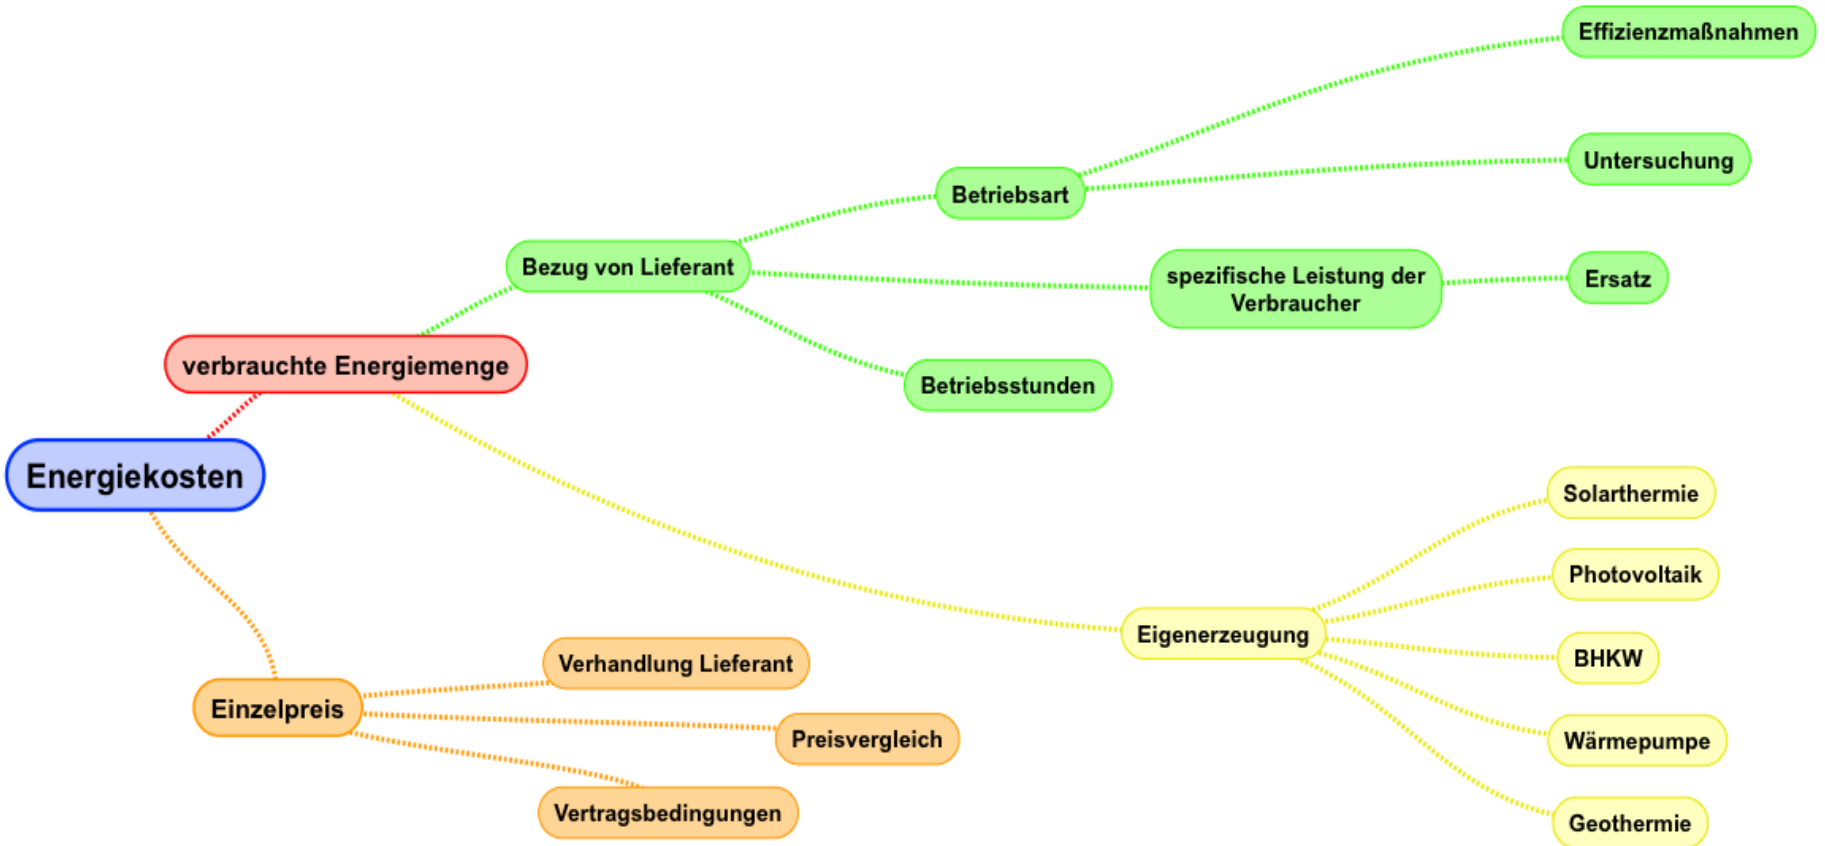 Effizienzmaßnahmen
Untersuchung
Betriebsart
Bezug von Lieferant
spezifische Leistung der
Verbraucher
Ersatz
verbrauchte Energiemenge
Betriebsstunden
Energiekosten
Solarthermie
Photovoltaik
Eigenerzeugung
BHKW
Verhandlung Lieferant
Einzelpreis
Preisvergleich
Wärmepumpe
Vertragsbedingungen
Geothermie